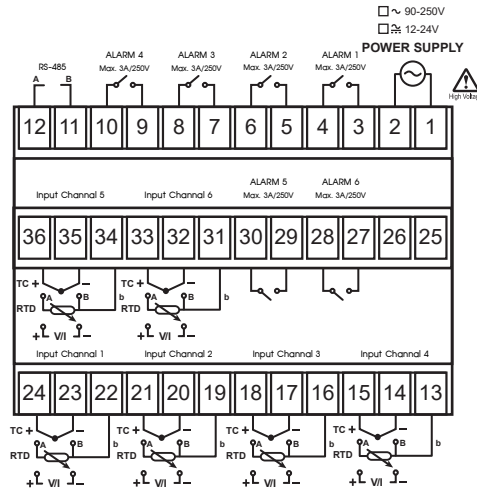 ~ 90-250V
12-24V
POWER SUPPLY
ALARM 4 ALARM 3 ALARM 2 ALARM 1
RS-485 Max. 3A/250V Max. 3A/250V Max. 3A/250V Max. 3A/250V
A B
High Voltag
12 11 10 9 8 7 6 5 4 3 2 1
ALARM 5 ALARM 6
Input Channal 5 Input Channal 6 Max. 3A/250V Max. 3A/250V
36 35 34 33 32 31 30 29 28 27 26 25
TC + − TC + −
A B b A B b
RTD RTD
+ V/I − + V/I −
Input Channel 1 Input Channel 2 Input Channel 3 Input Channel 4
24 23 22 21 20 19 18 17 16 15 14 13
TC + − TC + − TC + − TC + −
A B b A B b A B b A B b
RTD RTD RTD RTD
+ V/I − + V/I − + V/I − + V/I −